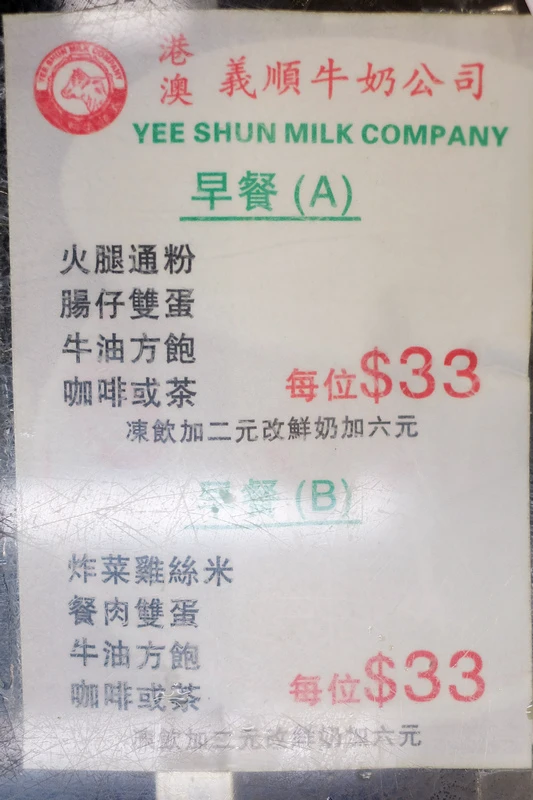 YEE SHUN MILK COMPANY
港澳 義順牛奶公司
YEE SHUN MILK COMPANY
早餐 (A)
火腿通粉
腸仔雙蛋
牛油方飽
咖啡或茶 每位$33
凍飲加二元改鮮奶加六元
早餐 (B)
炸菜雞絲米
餐肉雙蛋
牛油方飽
咖啡或茶 每位$33
凍飲加二元改鮮奶加六元